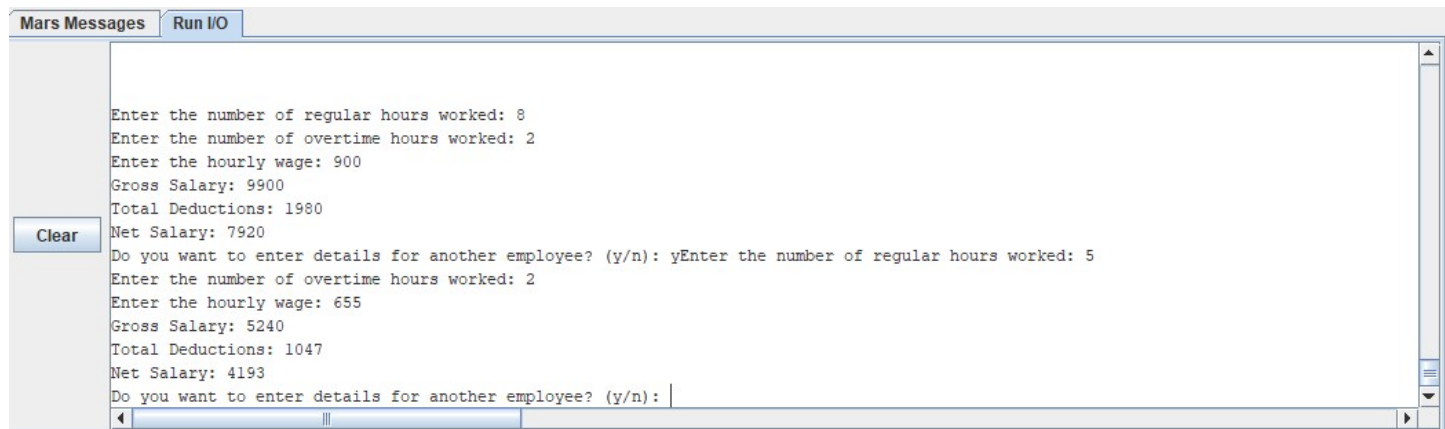 Mars Messages Run I/O
Enter the number of regular hours worked: 8
Enter the number of overtime hours worked: 2
Enter the hourly wage: 900
Gross Salary: 9900
Total Deductions: 1980
Clear
Net Salary: 7920
Do you want to enter details for another employee? (y/n): yEnter the number of regular hours worked: 5
Enter the number of overtime hours worked: 2
Enter the hourly wage: 655
Gross Salary: 5240
Total Deductions: 1047
Net Salary: 4193
Do you want to enter details for another employee? (y/n):